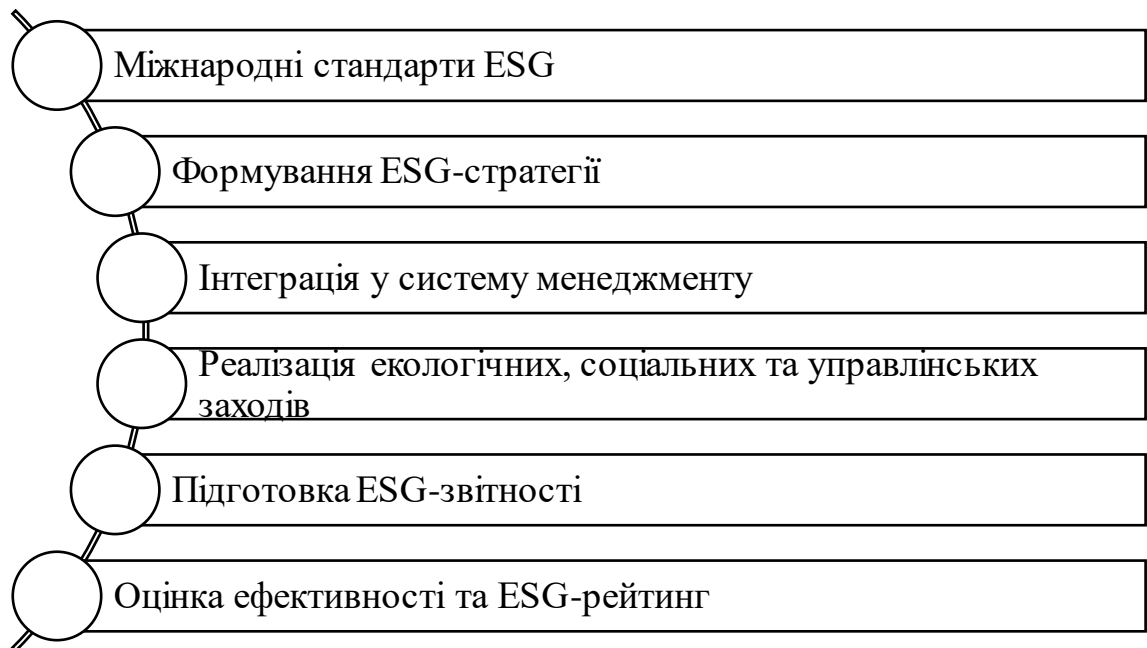 Міжнародні стандарти ESG
Формування ESG-стратегії
Інтеграція у систему менеджменту
Реалізація екологічних, соціальних та управлінських
заходів
Підготовка ESG-звітності
Оцінка ефективності та ESG-рейтинг